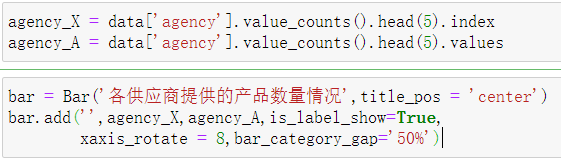 agency_X = data['agency'].value_counts().head(5).index
agency_A = data['agency'].value_counts().head(5).values
bar = Bar('各供应商提供的产品数量情况',title_pos = 'center')
bar.add('',agency_X,agency_A,is_label_show=True,
xaxis_rotate = 8,bar_category_gap='50%')